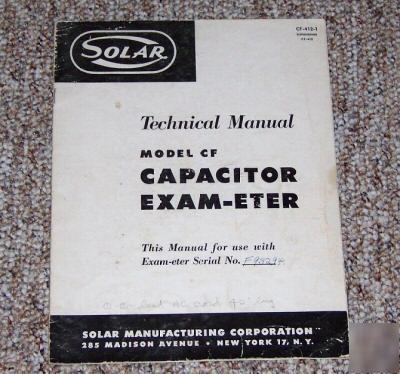 SOLAR
CF-412-1
Technical Manual
MODEL CF
CAPACITOR
EXAM-ETER
This Manual for use with
Exam-eter Serial No.
SOLAR MANUFACTURING CORPORATION
285 MADISON AVENUE • NEW YORK 17, N. Y.